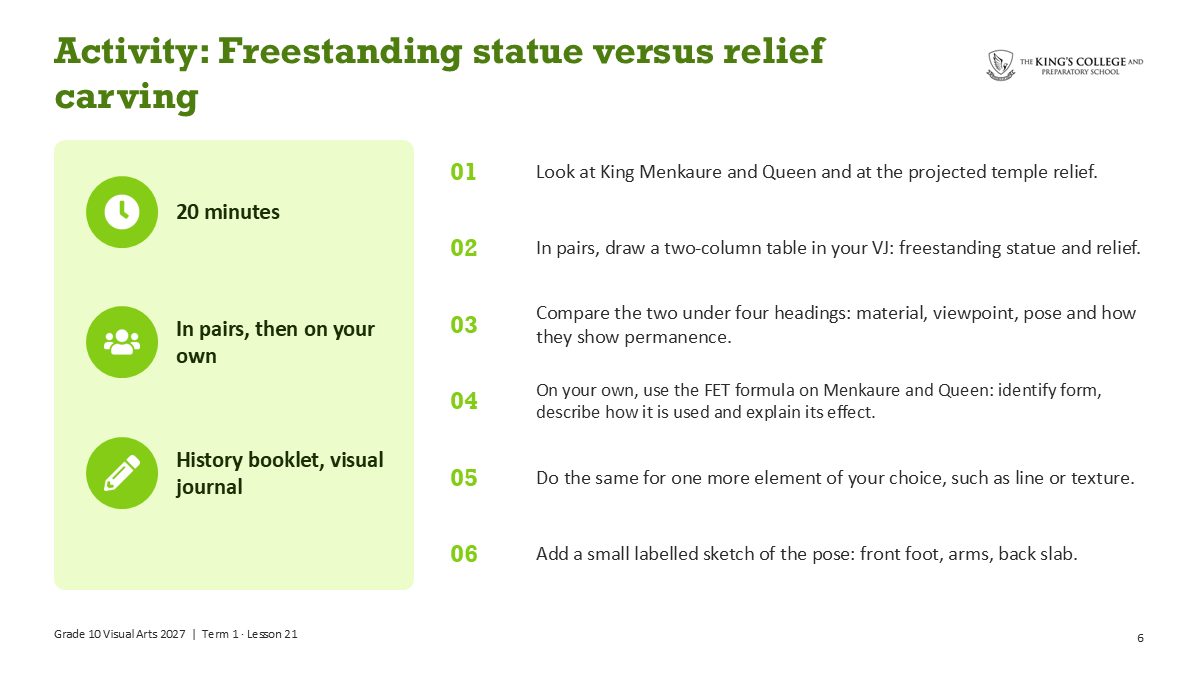 Activity: Freestanding statue versus relief
carving
THE KING'S COLLEGE AND
PREPARATORY SCHOOL
20 minutes
In pairs, then on your
own
History booklet, visual
journal
01
Look at King Menkaure and Queen and at the projected temple relief.
02
In pairs, draw a two-column table in your VJ: freestanding statue and relief.
03
Compare the two under four headings: material, viewpoint, pose and how
they show permanence.
04
On your own, use the FET formula on Menkaure and Queen: identify form,
describe how it is used and explain its effect.
05
Do the same for one more element of your choice, such as line or texture.
06
Add a small labelled sketch of the pose: front foot, arms, back slab.
Grade 10 Visual Arts 2027 | Term 1 · Lesson 21
6